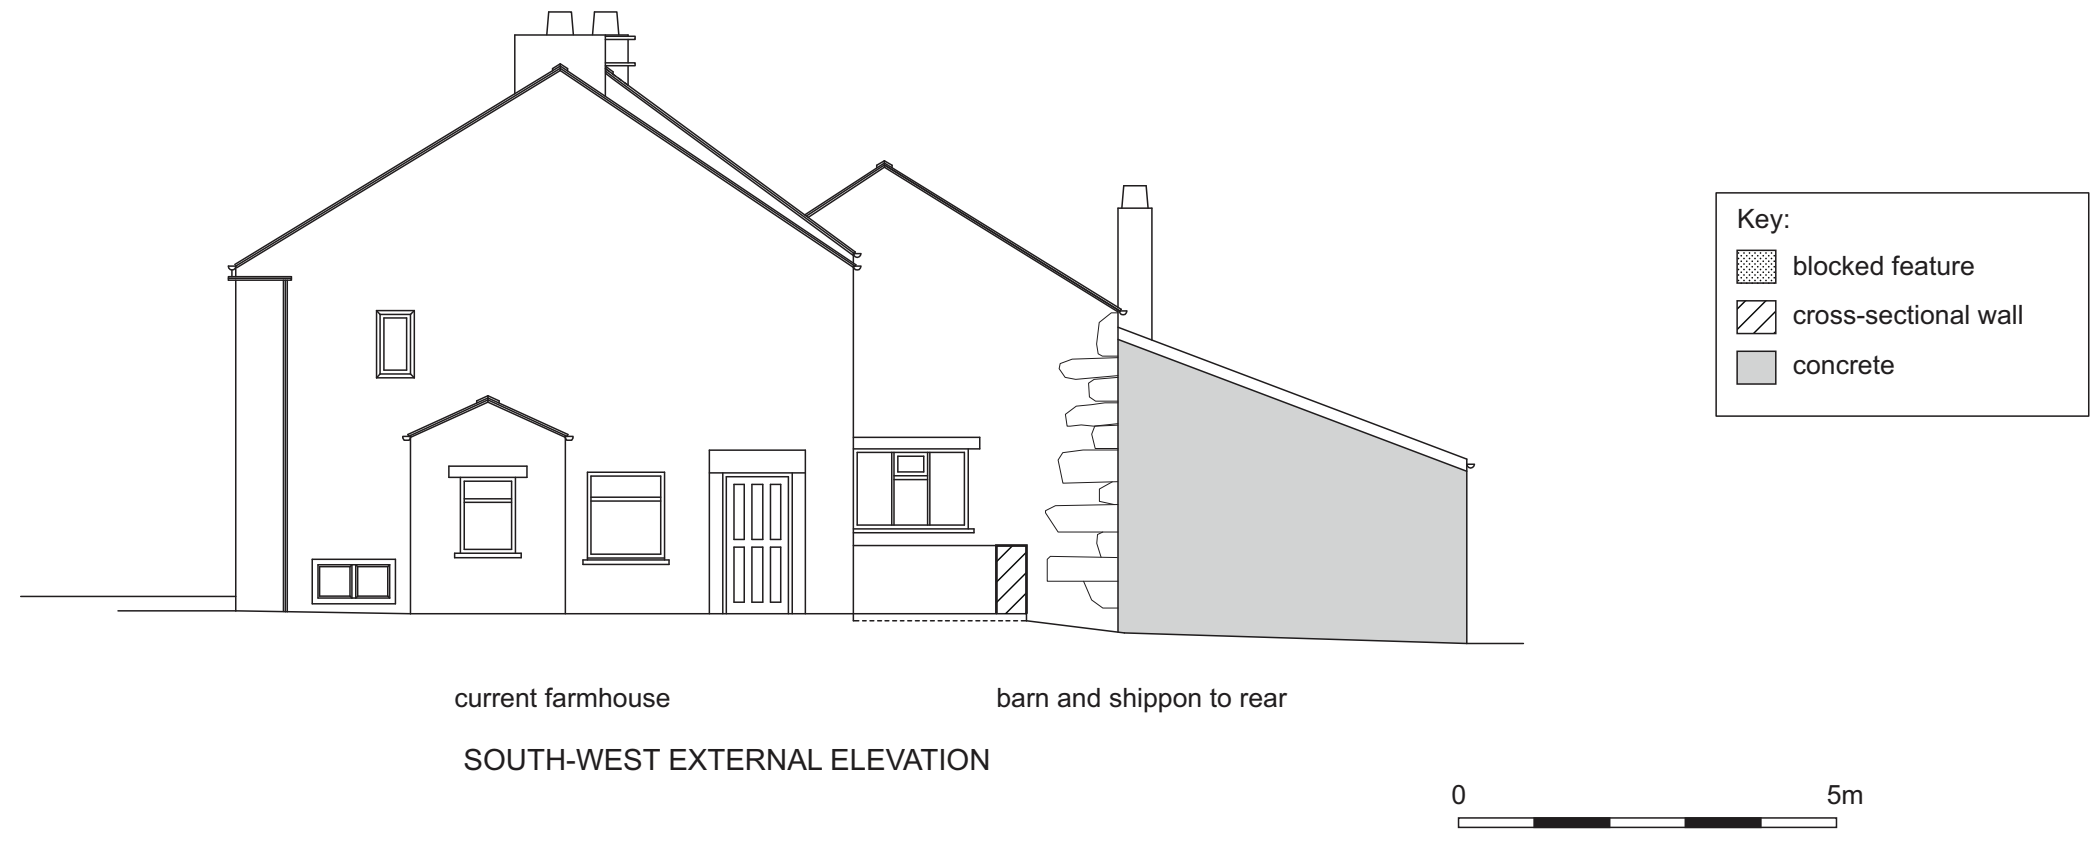 Key:
blocked feature
cross-sectional wall
concrete
current farmhouse
barn and shippon to rear
SOUTH-WEST EXTERNAL ELEVATION
0 5m